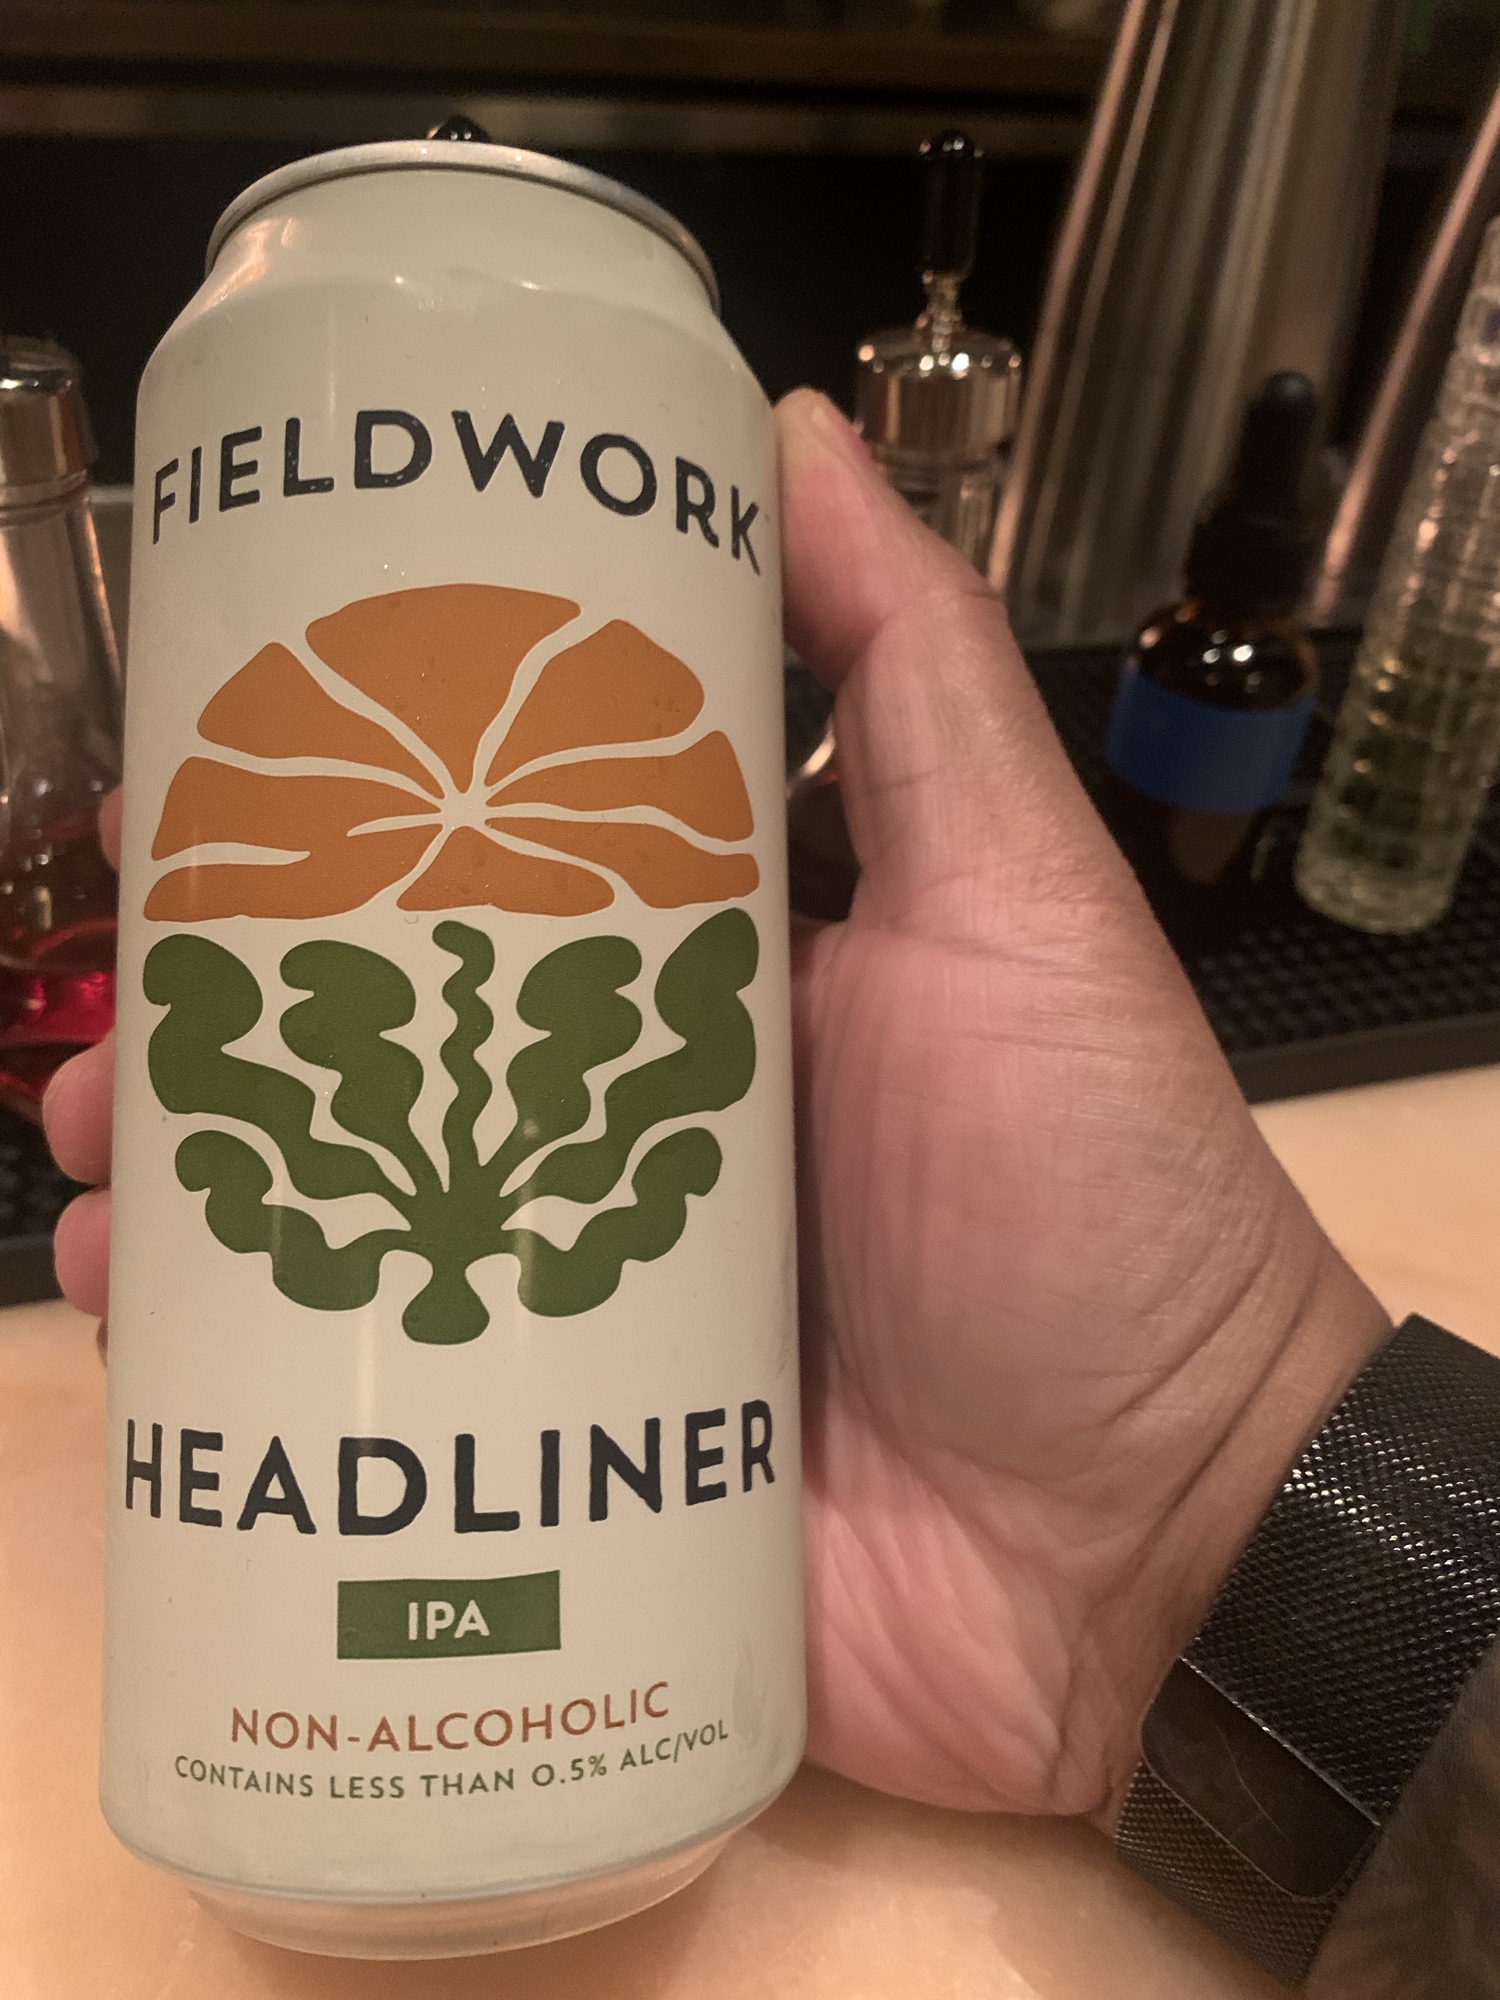 FIELDWORK
HEADLINER
IPA
NON-ALCOHOLIC
CONTAINS LESS THAN 0.5% ALC/VOL